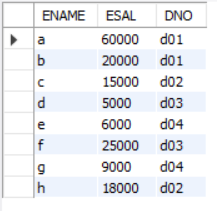 ENAME ESAL DNO
a 60000 d01
b 20000 d01
c 15000 d02
d 5000 d03
e 6000 d04
f 25000 d03
g 9000 d04
h 18000 d02